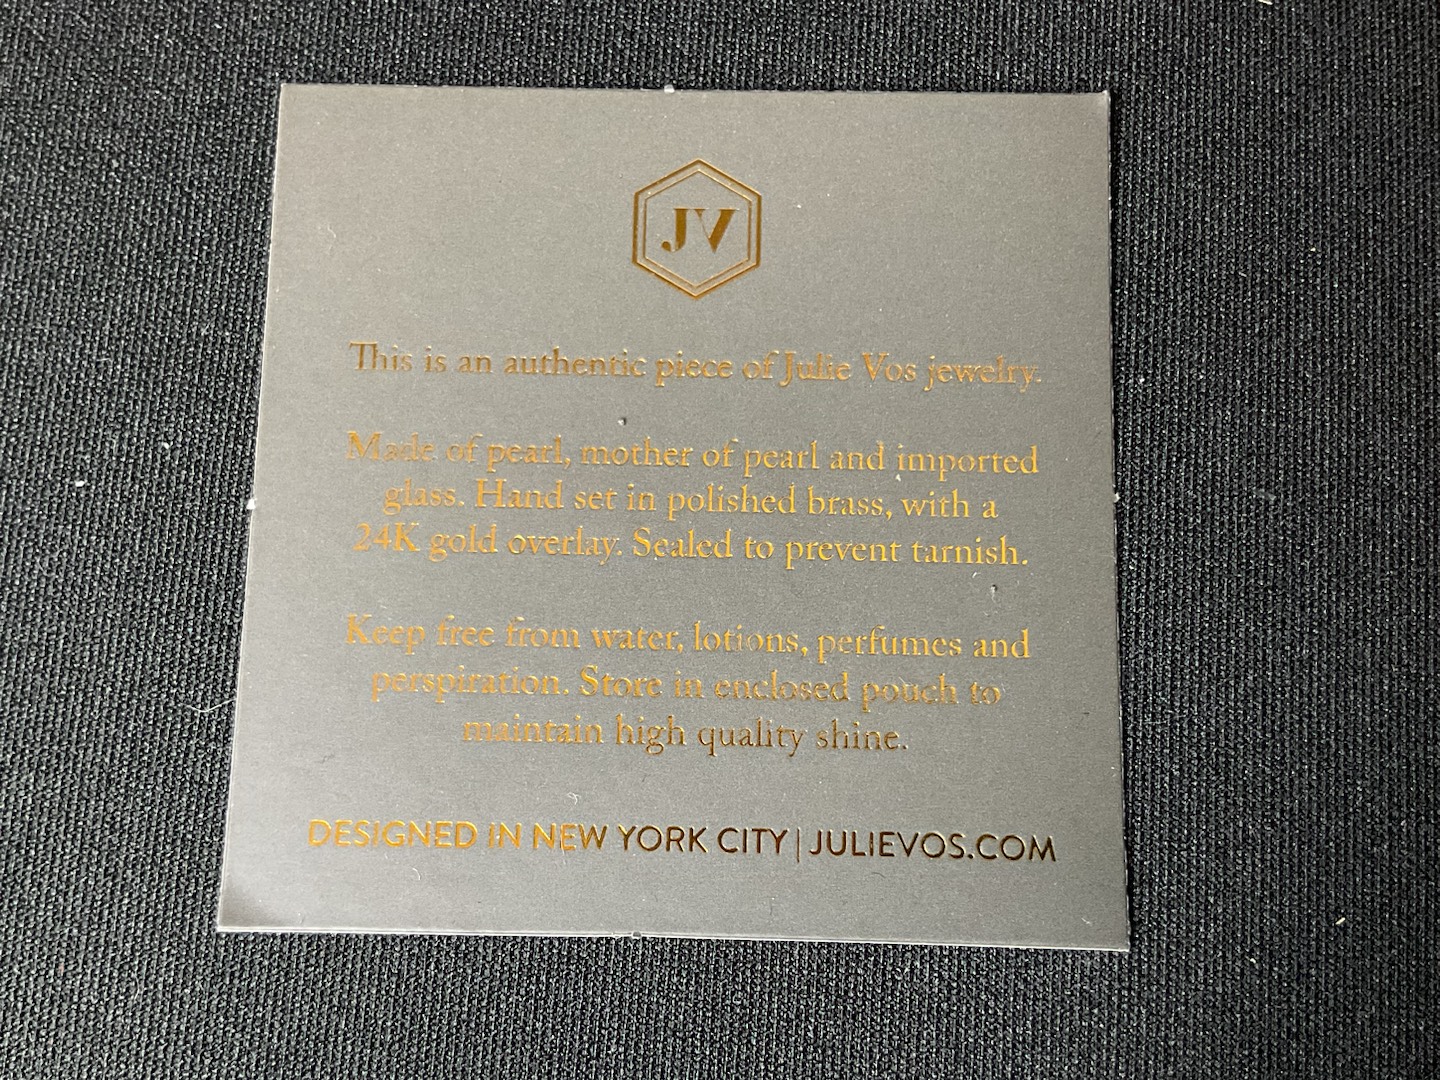 JV
This is an authentic piece of Julie Vos jewelry.
Made of pearl, mother of pearl and imported
glass. Hand set in polished brass, with a
24K gold overlay. Sealed to prevent tarnish.
Keep free from water, lotions, perfumes and
perspiration. Store in enclosed pouch to
maintain high quality shine.
DESIGNED IN NEW YORK CITY | JULIEVOS.COM